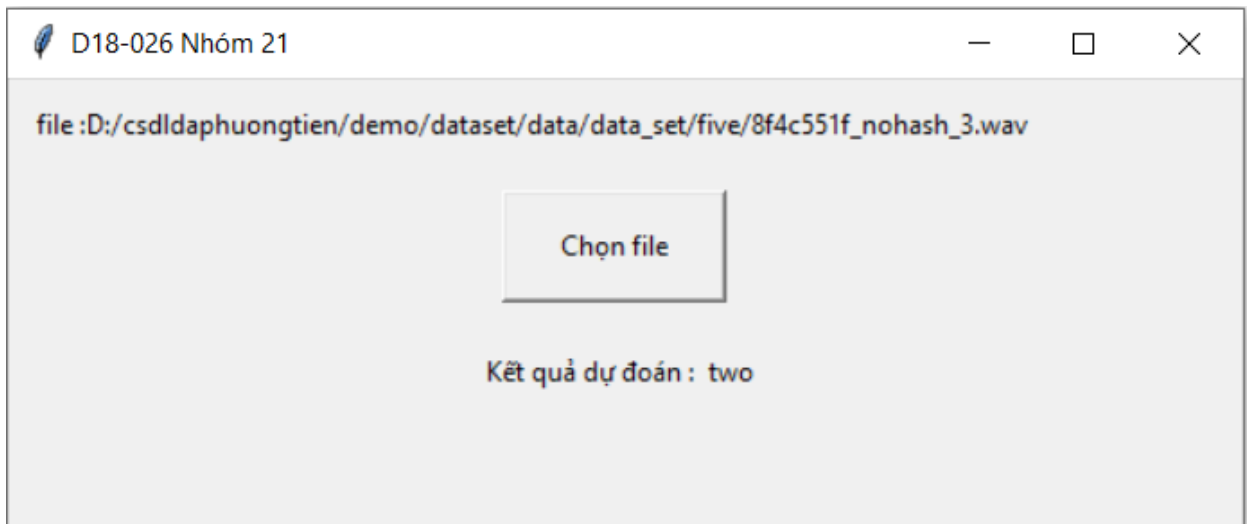 D18-026 Nhóm 21
file :D:/csdldaphuongtien/demo/dataset/data/data_set/five/8f4c551f_nohash_3.wav
Chọn file
Kết quả dự đoán : two